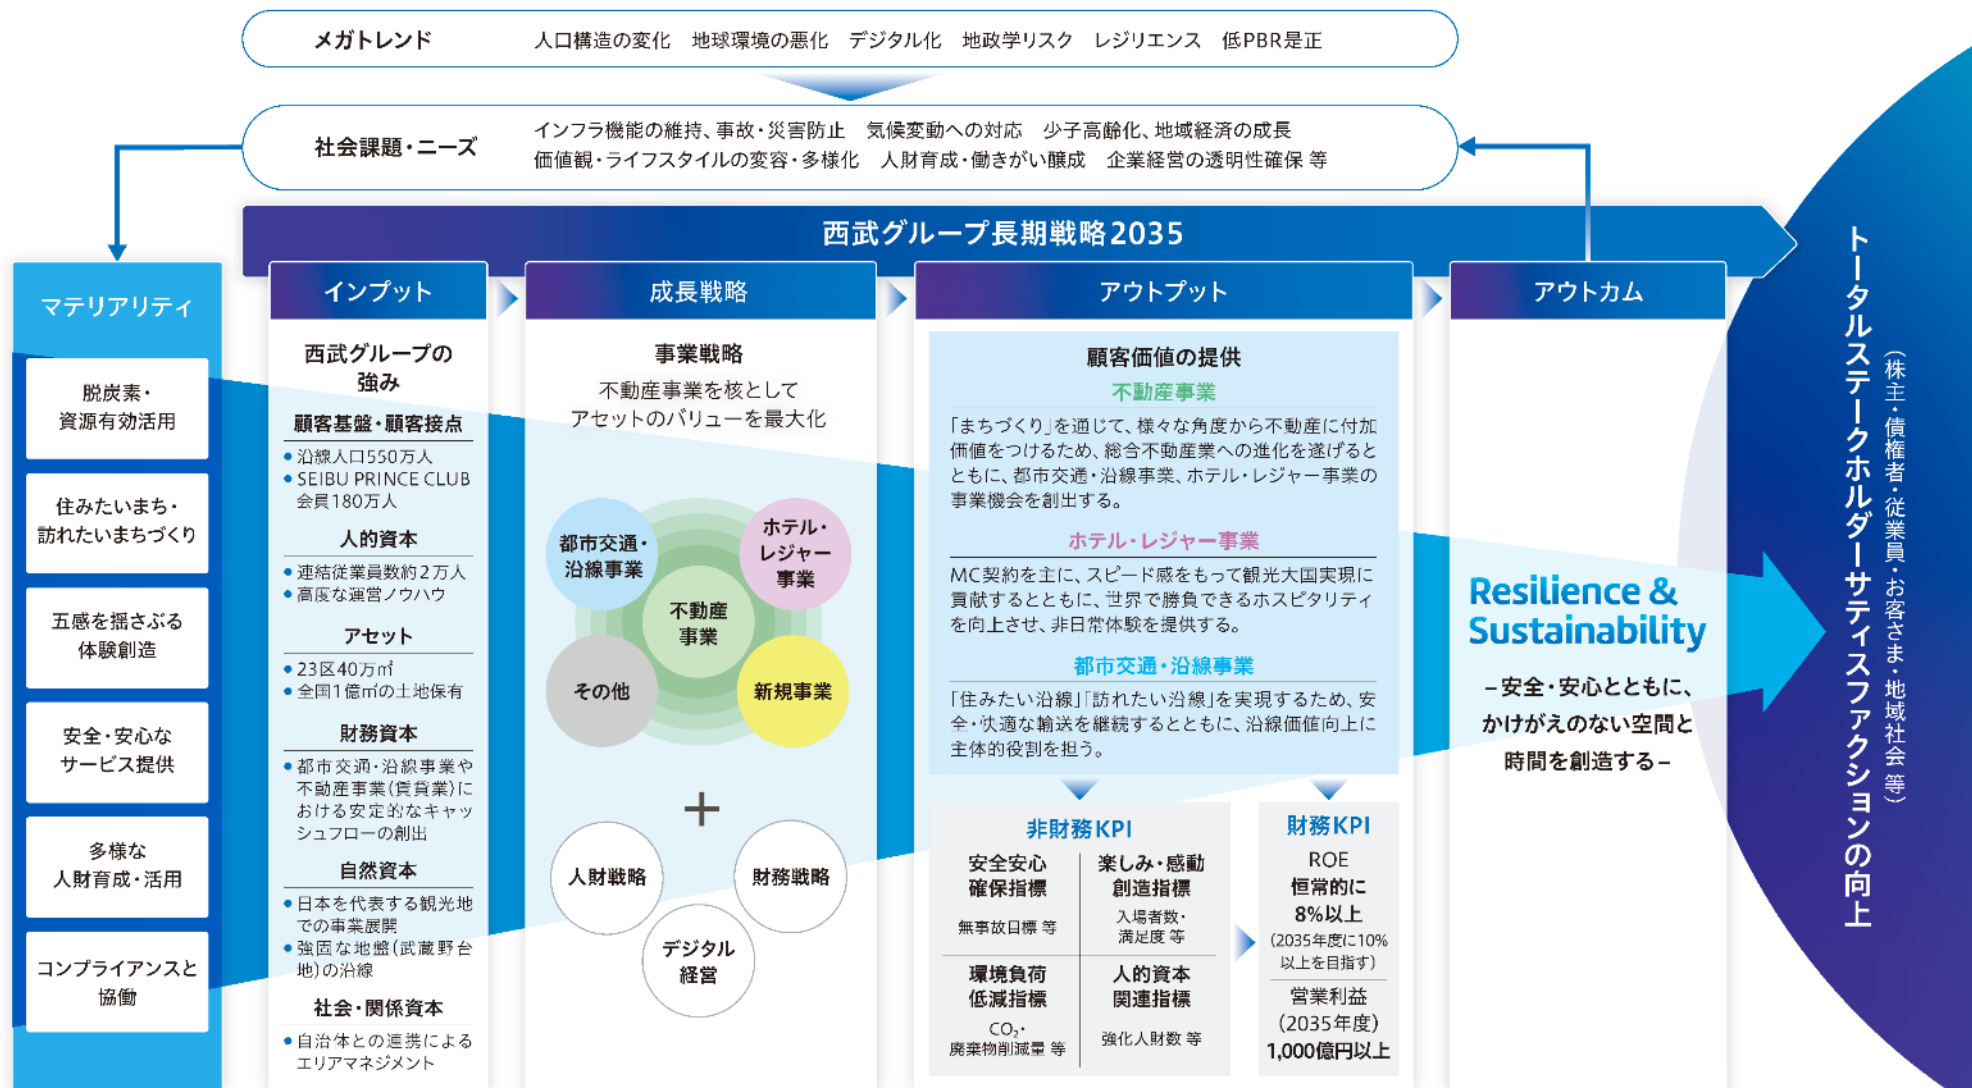 メガトレンド
人口構造の変化 地球環境の悪化 デジタル化 地政学リスク レジリエンス 低PBR是正
社会課題・ニーズ
インフラ機能の維持、事故・災害防止 気候変動への対応 少子高齢化、地域経済の成長
価値観・ライフスタイルの変容・多様化 人財育成・働きがい醸成 企業経営の透明性確保 等
西武グループ長期戦略2035
マテリアリティ
脱炭素・
資源有効活用
住みたいまち・
訪れたいまちづくり
五感を揺さぶる
体験創造
安全・安心な
サービス提供
多様な
人財育成・活用
コンプライアンスと
協働
インプット
西武グループの
強み
顧客基盤・顧客接点
● 沿線人口550万人
● SEIBU PRINCE CLUB
会員180万人
人的資本
● 連結従業員数約2万人
● 高度な運営ノウハウ
アセット
● 23区40万㎡
● 全国1億㎡の土地保有
財務資本
● 都市交通・沿線事業や
不動産事業(賃貸業)に
おける安定的なキャッ
シュフローの創出
自然資本
● 日本を代表する観光地
での事業展開
● 強固な地盤(武蔵野台
地)の沿線
社会・関係資本
● 自治体との連携による
エリアマネジメント
成長戦略
事業戦略
不動産事業を核として
アセットのバリューを最大化
都市交通・
沿線事業
ホテル・
レジャー
事業
不動産
事業
その他
新規事業
+
人財戦略
財務戦略
デジタル
経営
アウトプット
顧客価値の提供
不動産事業
「まちづくり」を通じて、様々な角度から不動産に付加
価値をつけるため、総合不動産業への進化を遂げると
ともに、都市交通・沿線事業、ホテル・レジャー事業の
事業機会を創出する。
ホテル・レジャー事業
MC契約を主に、スピード感をもって観光大国実現に
貢献するとともに、世界で勝負できるホスピタリティ
を向上させ、非日常体験を提供する。
都市交通・沿線事業
「住みたい沿線」「訪れたい沿線」を実現するため、安
全・快適な輸送を継続するとともに、沿線価値向上に
主体的役割を担う。
非財務KPI
安全安心
確保指標
無事故目標 等
楽しみ・感動
創造指標
入場者数・
満足度 等
環境負荷
低減指標
CO₂・
廃棄物削減量 等
人的資本
関連指標
強化人財数 等
財務KPI
ROE
恒常的に
8%以上
(2035年度に10%
以上を目指す)
営業利益
(2035年度)
1,000億円以上
アウトカム
Resilience &
Sustainability
–安全・安心とともに、
かけがえのない空間と
時間を創造する–
トータルステークホルダーサティスファクションの向上
(株主・債権者・従業員・お客さま・地域社会 等)